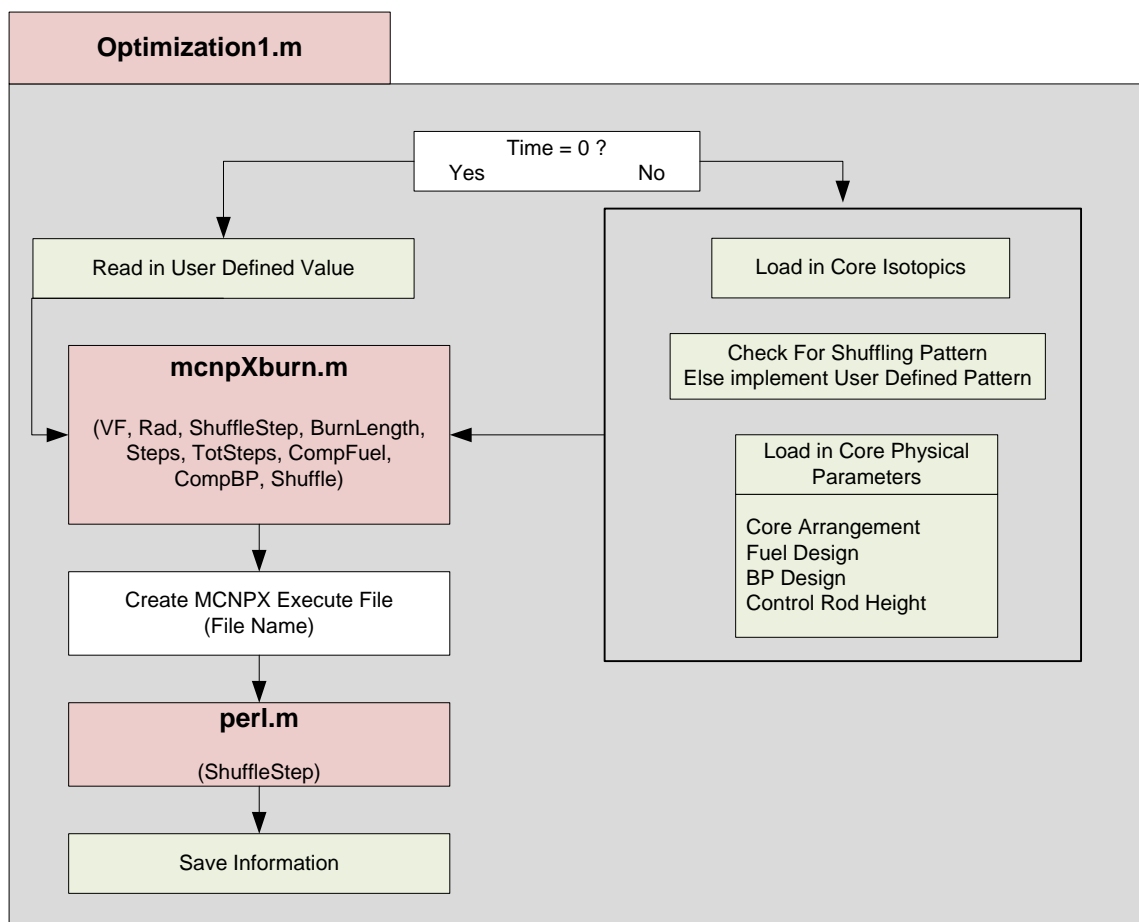 Optimization1.m
Time = 0 ?
Yes
No
Read in User Defined Value
Load in Core Isotopics
Check For Shuffling Pattern
Else implement User Defined Pattern
mcnpXburn.m
(VF, Rad, ShuffleStep, BurnLength,
Steps, TotSteps, CompFuel,
CompBP, Shuffle)
Load in Core Physical
Parameters
Core Arrangement
Fuel Design
BP Design
Control Rod Height
Create MCNPX Execute File
(File Name)
perl.m
(ShuffleStep)
Save Information